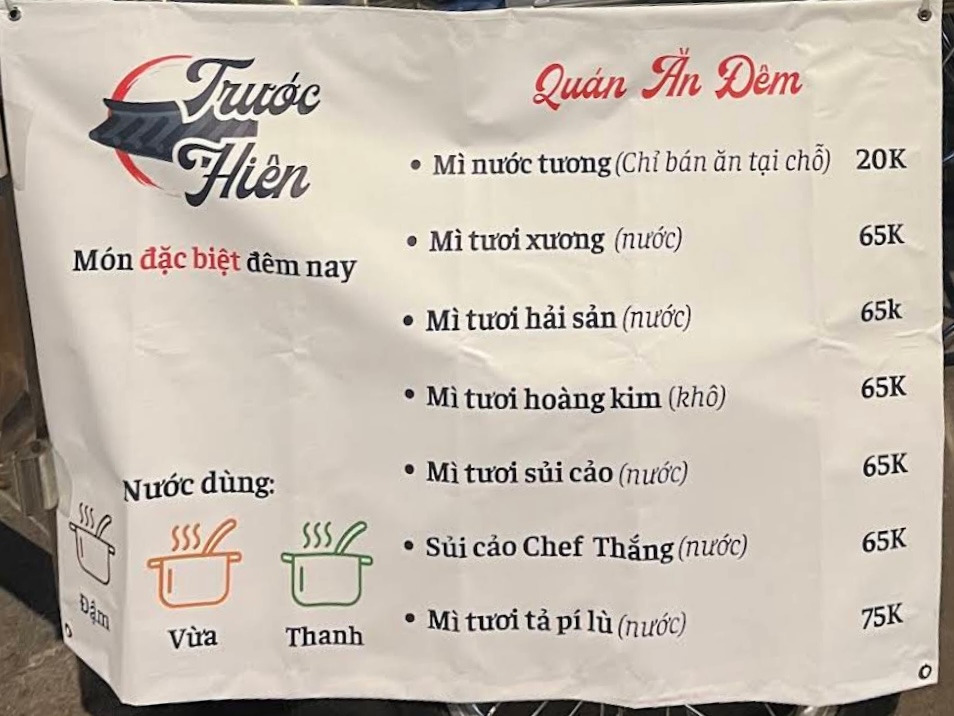 Trước
Hiên
Món đặc biệt đêm nay
Nước dùng:
Đậm
Vừa
Thanh
Quán Ăn Đêm
• Mì nước tương (Chỉ bán ăn tại chỗ) 20K
• Mì tươi xương (nước) 65K
• Mì tươi hải sản (nước) 65k
• Mì tươi hoàng kim (khô) 65K
• Mì tươi sủi cảo (nước) 65K
• Sủi cảo Chef Thắng (nước) 65K
• Mì tươi tả pí lù (nước) 75K